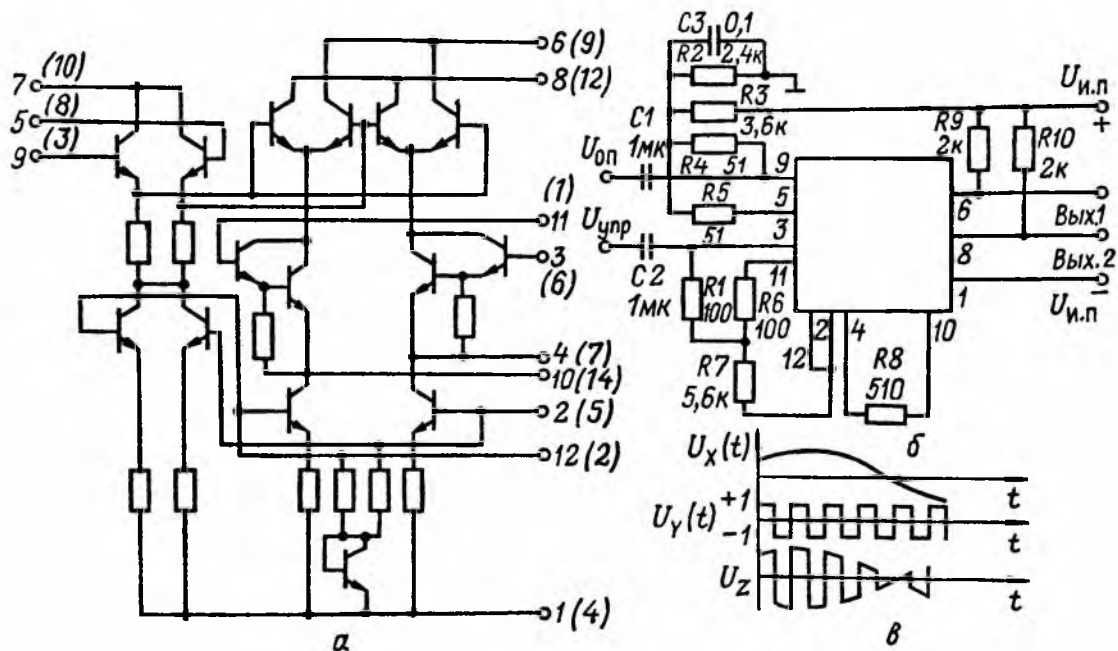 7 (10)
5 (8)
9 (3)
6 (9)
8 (12)
(1)
11
3
(6)
4 (7)
10 (14)
2 (5)
12 (2)
1 (4)
а
C3 0,1
R2 2,4к
R3
3,6к
C1
1мк
R4 51
Uоп
R5
51
Uупр
C2
1мк
R1
100
R6
100
R7
5,6к
R8
510
R9
2к
R10
2к
Uи.п
+
9
5
3
11
2
4
10
12
6
8
1
Вых.1
Вых.2
−
Uи.п
б
UX(t)
t
UY(t)
+1
−1
t
UZ
t
в